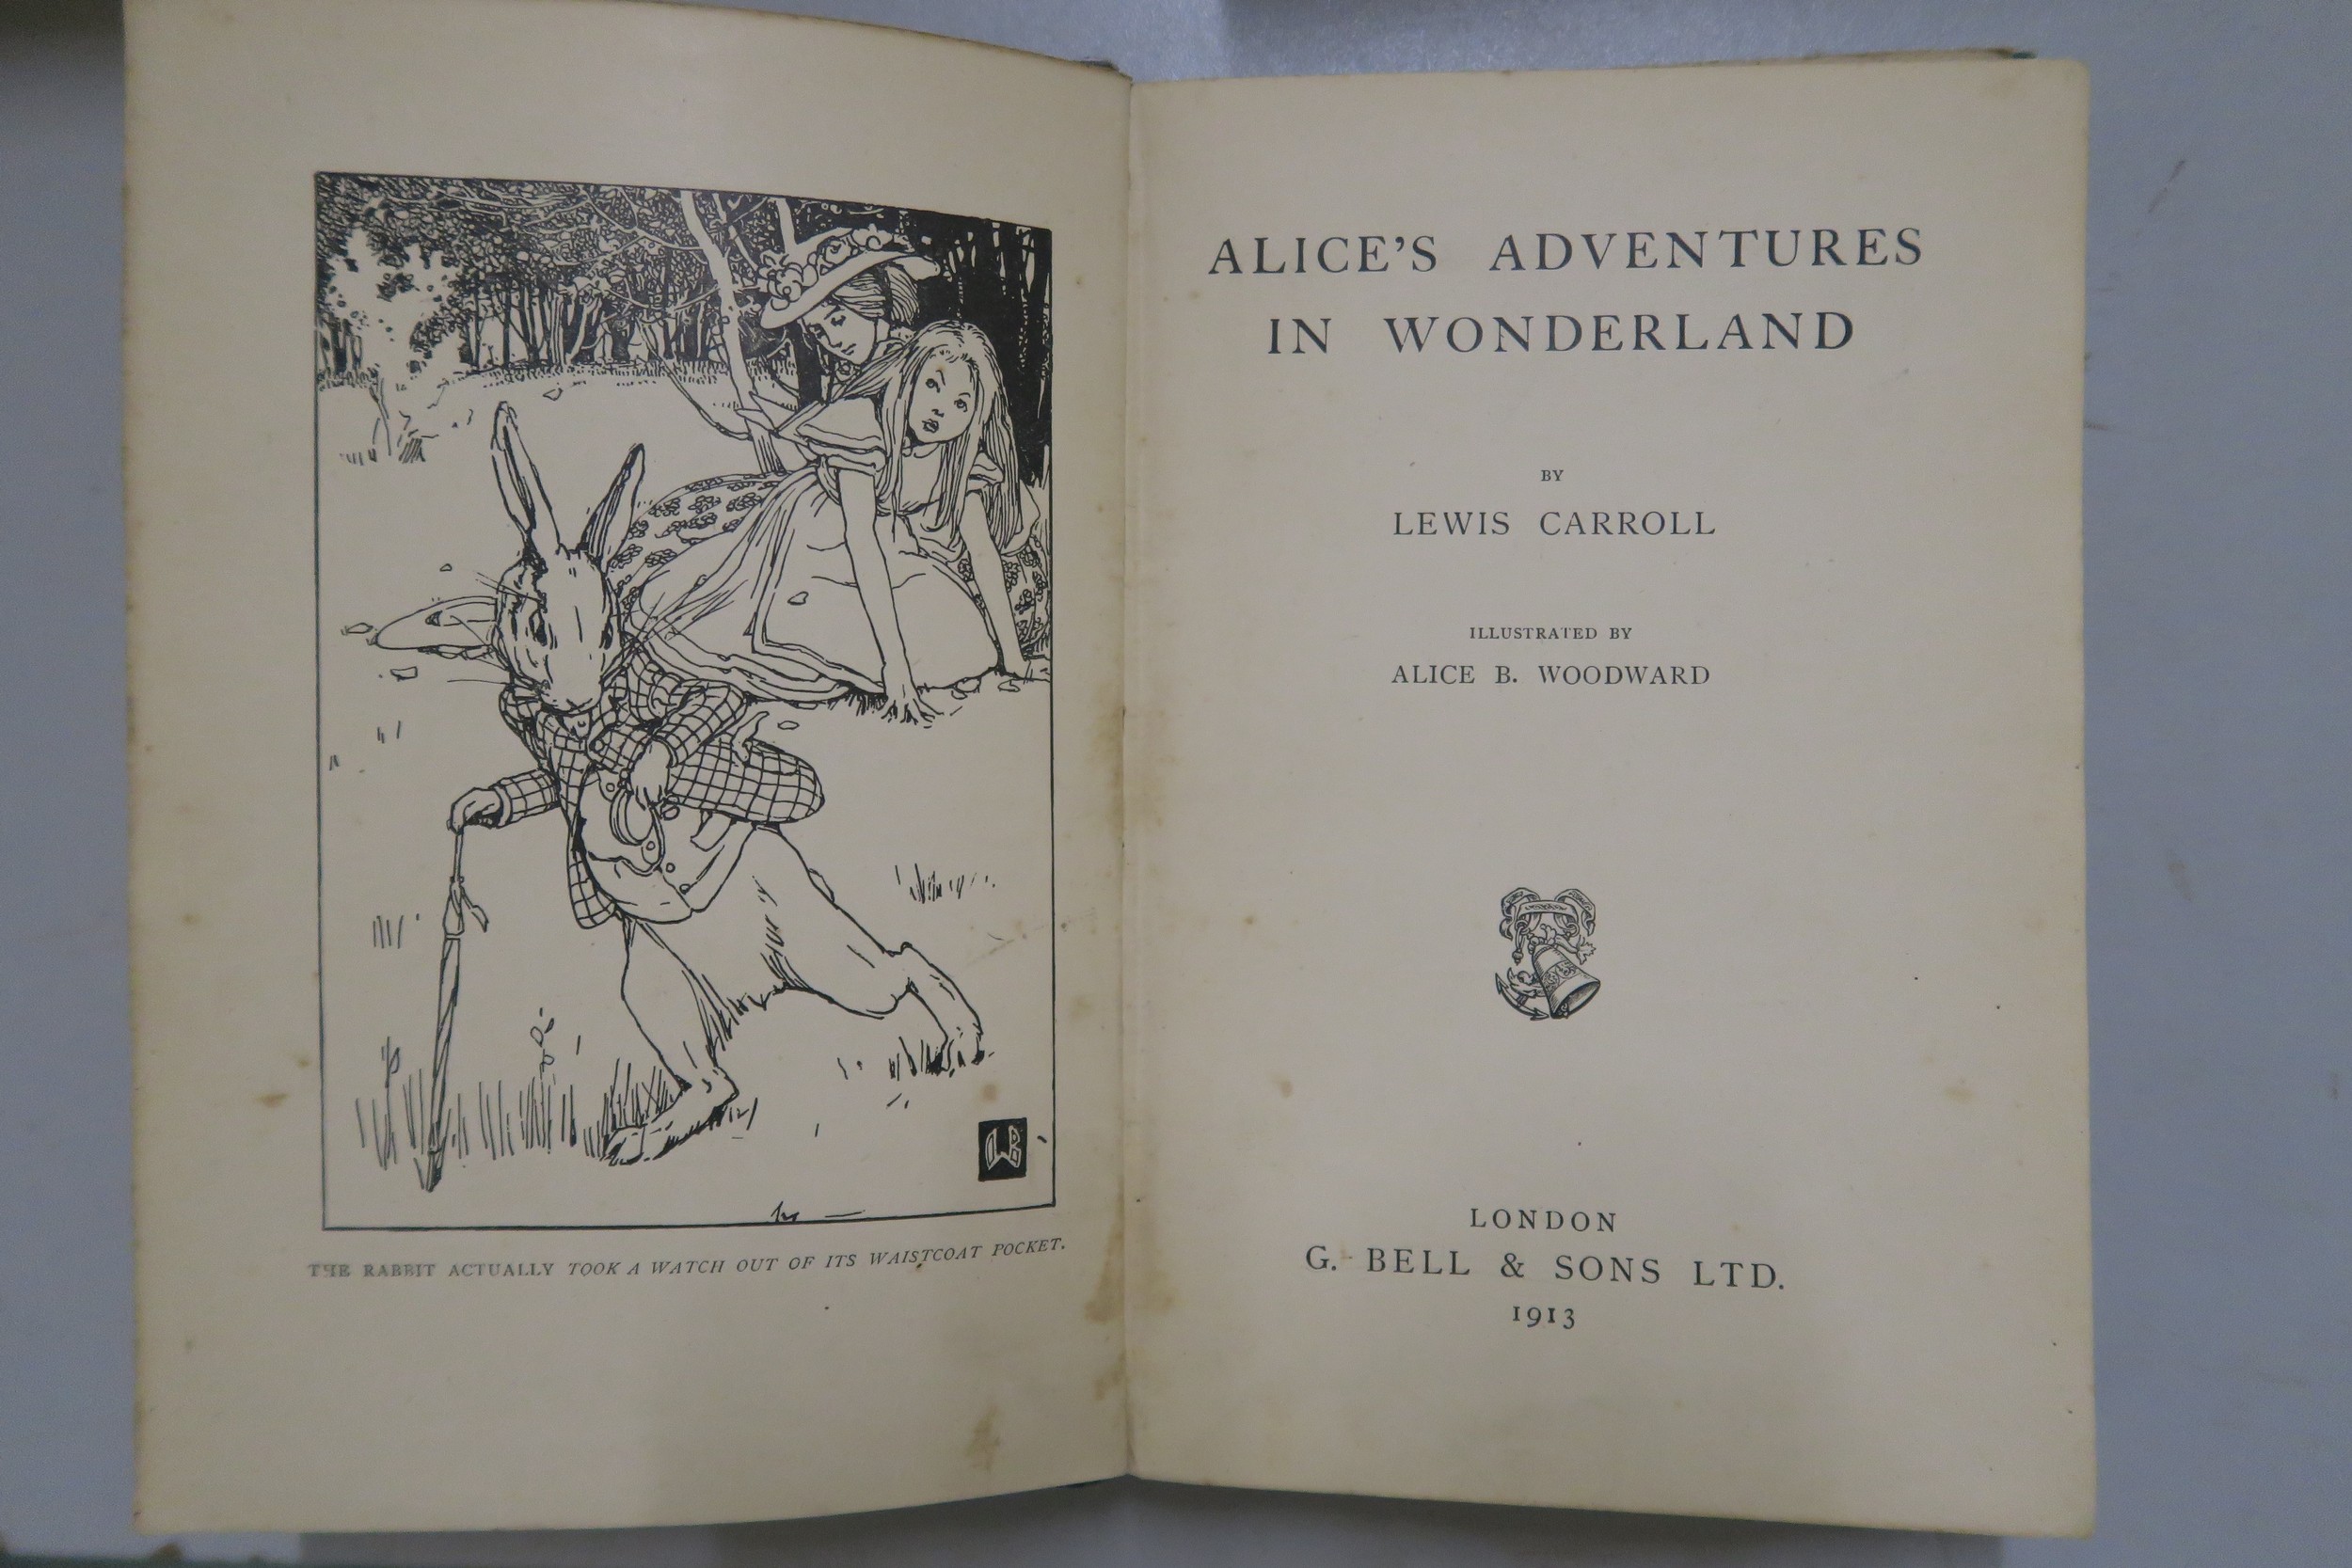 THE RABBIT ACTUALLY TOOK A WATCH OUT OF ITS WAISTCOAT POCKET.
ALICE'S ADVENTURES
IN WONDERLAND
BY
LEWIS CARROLL
ILLUSTRATED BY
ALICE B. WOODWARD
LONDON
G. BELL & SONS LTD.
1913